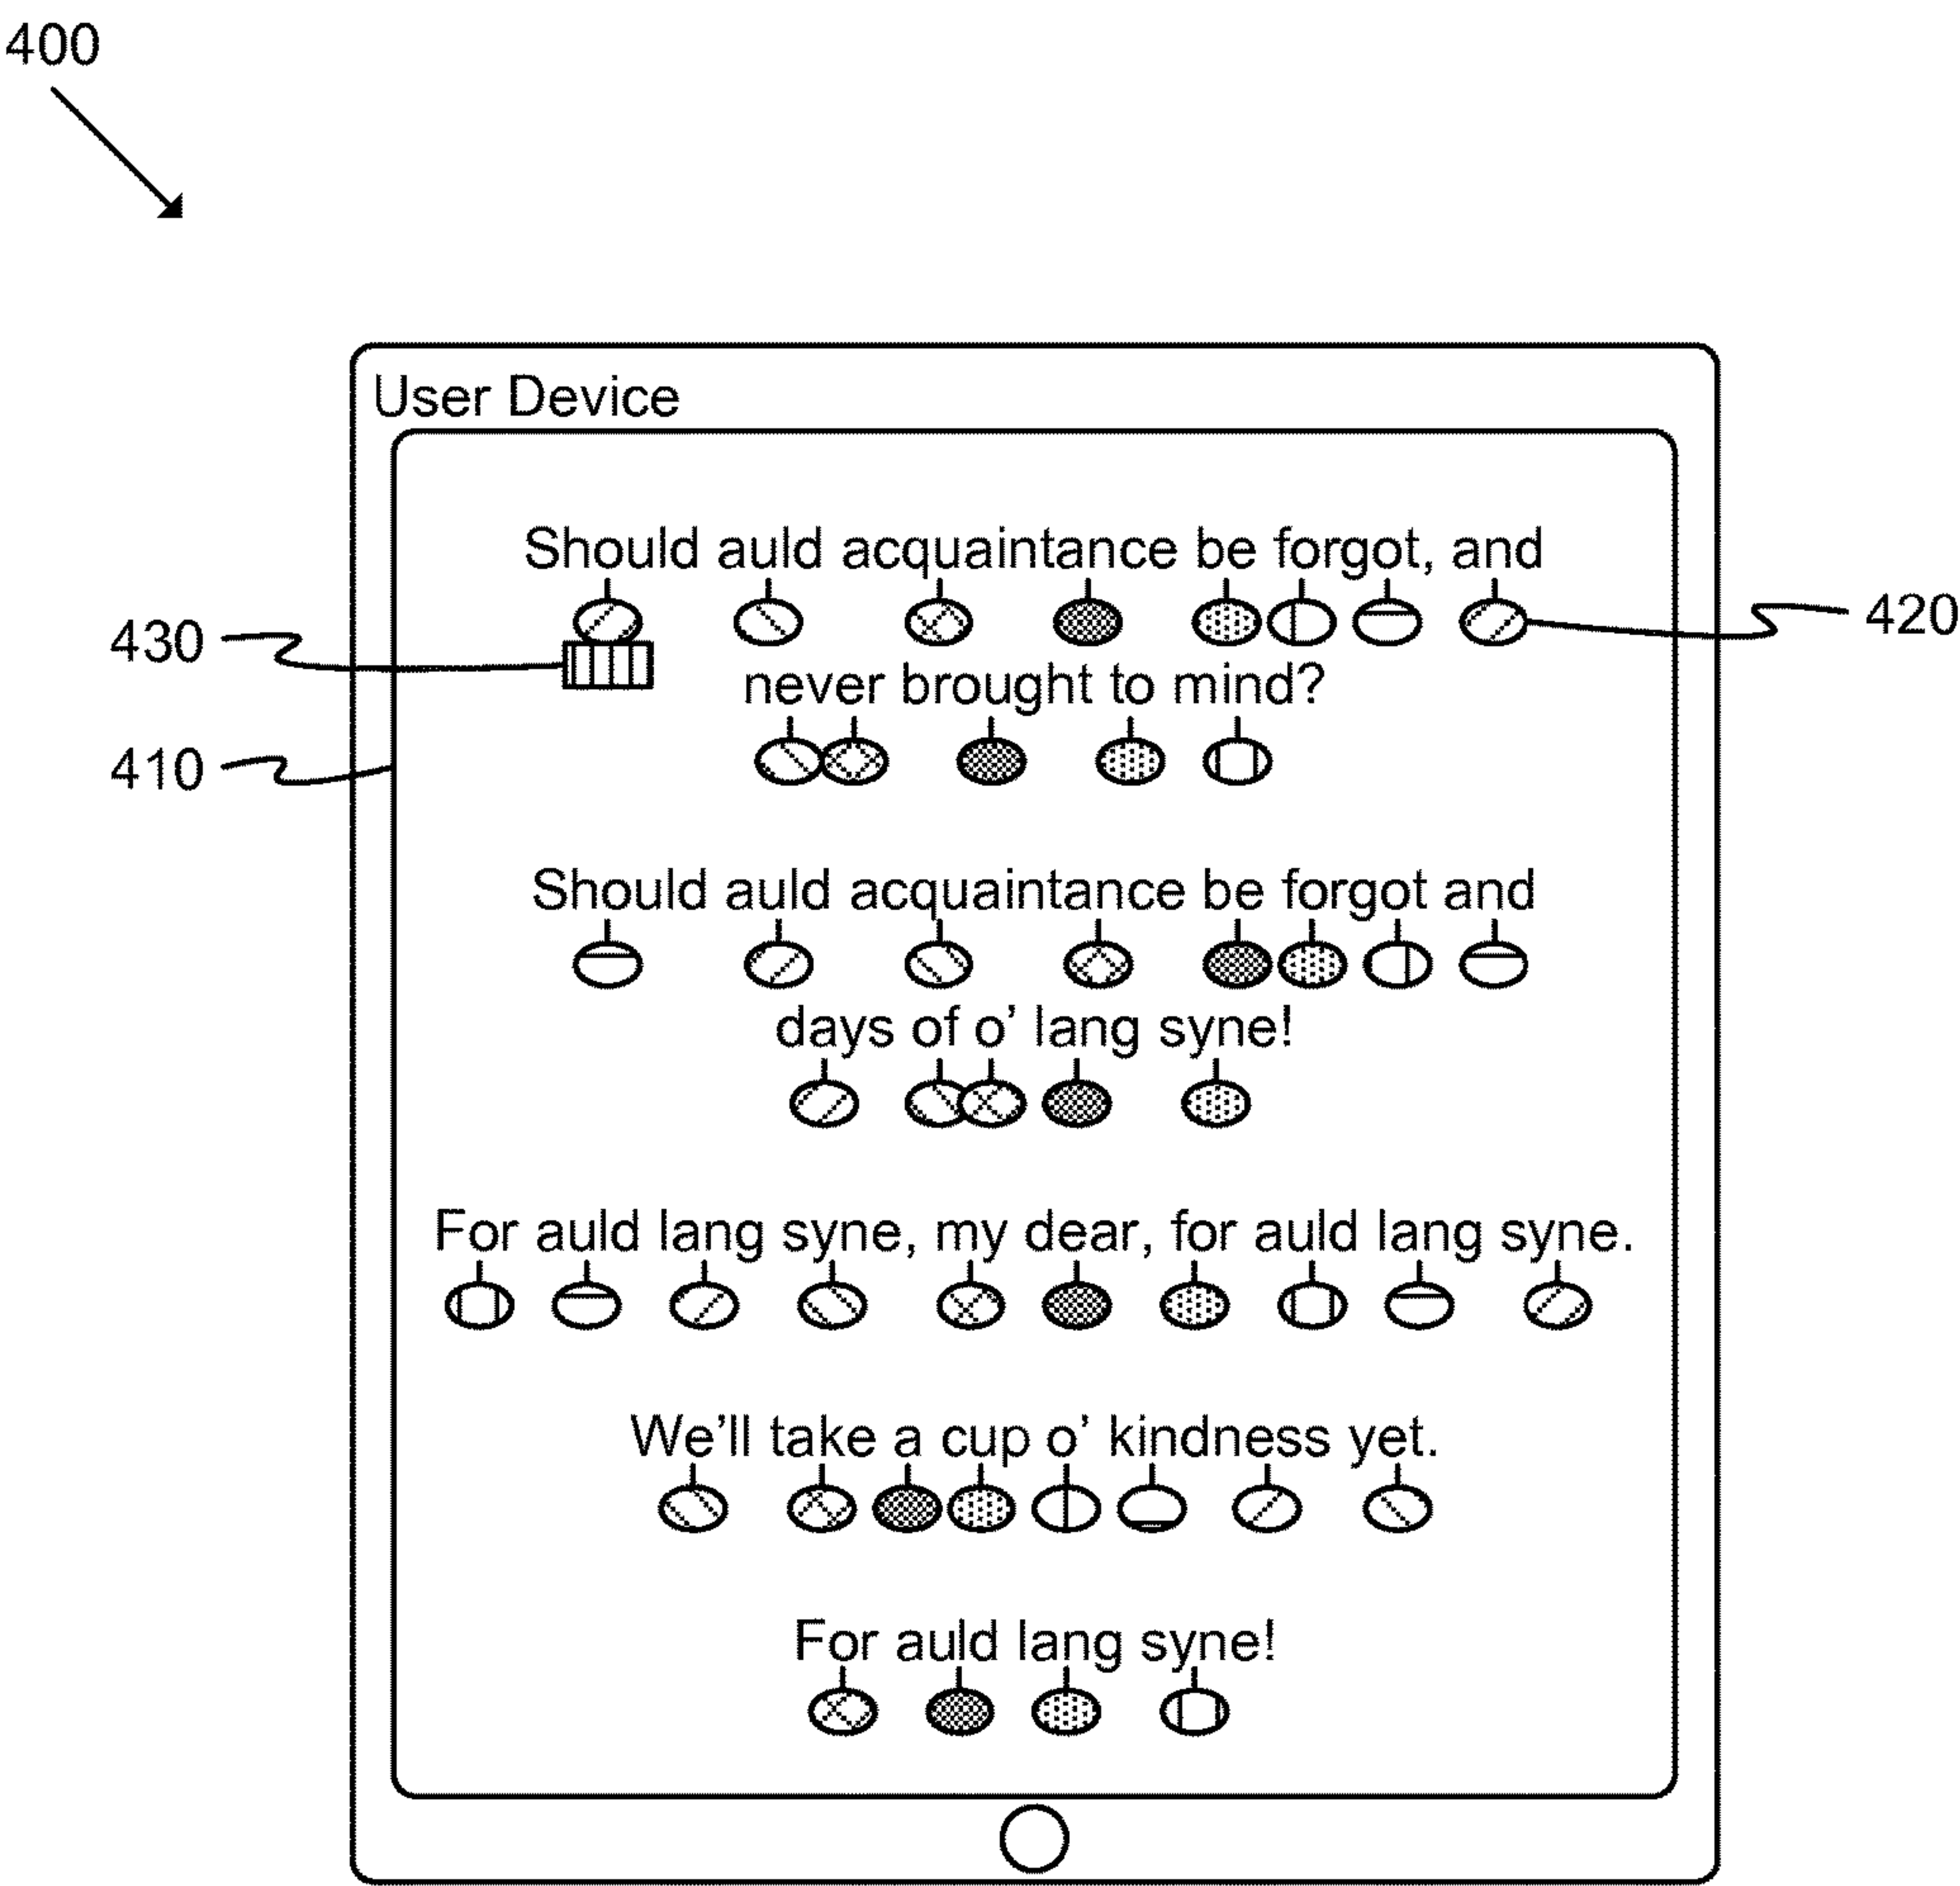 400
User Device
Should auld acquaintance be forgot, and
420
430
never brought to mind?
410
Should auld acquaintance be forgot and
days of o’ lang syne!
For auld lang syne, my dear, for auld lang syne.
We’ll take a cup o’ kindness yet.
For auld lang syne!